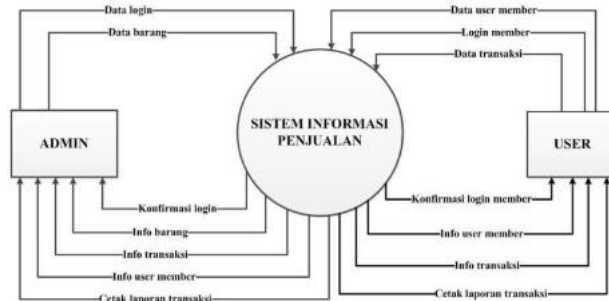 Data login
Data user member
Data barang
Login member
Data transaksi
ADMIN
SISTEM INFORMASI
PENJUALAN
USER
Konfirmasi login
Konfirmasi login member
Info barang
Info user member
Info transaksi
Info transaksi
Info user member
Cetak laporan transaksi
Cetak laporan transaksi